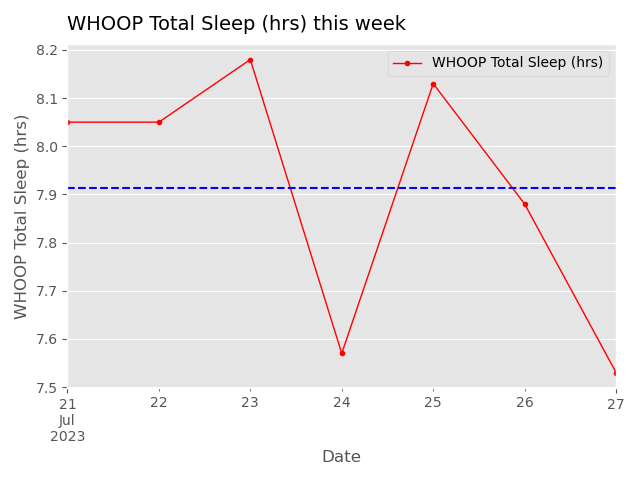 WHOOP Total Sleep (hrs) this week
WHOOP Total Sleep (hrs)
WHOOP Total Sleep (hrs)
8.2
8.1
8.0
7.9
7.8
7.7
7.6
7.5
21 22 23 24 25 26 27
Jul
2023
Date